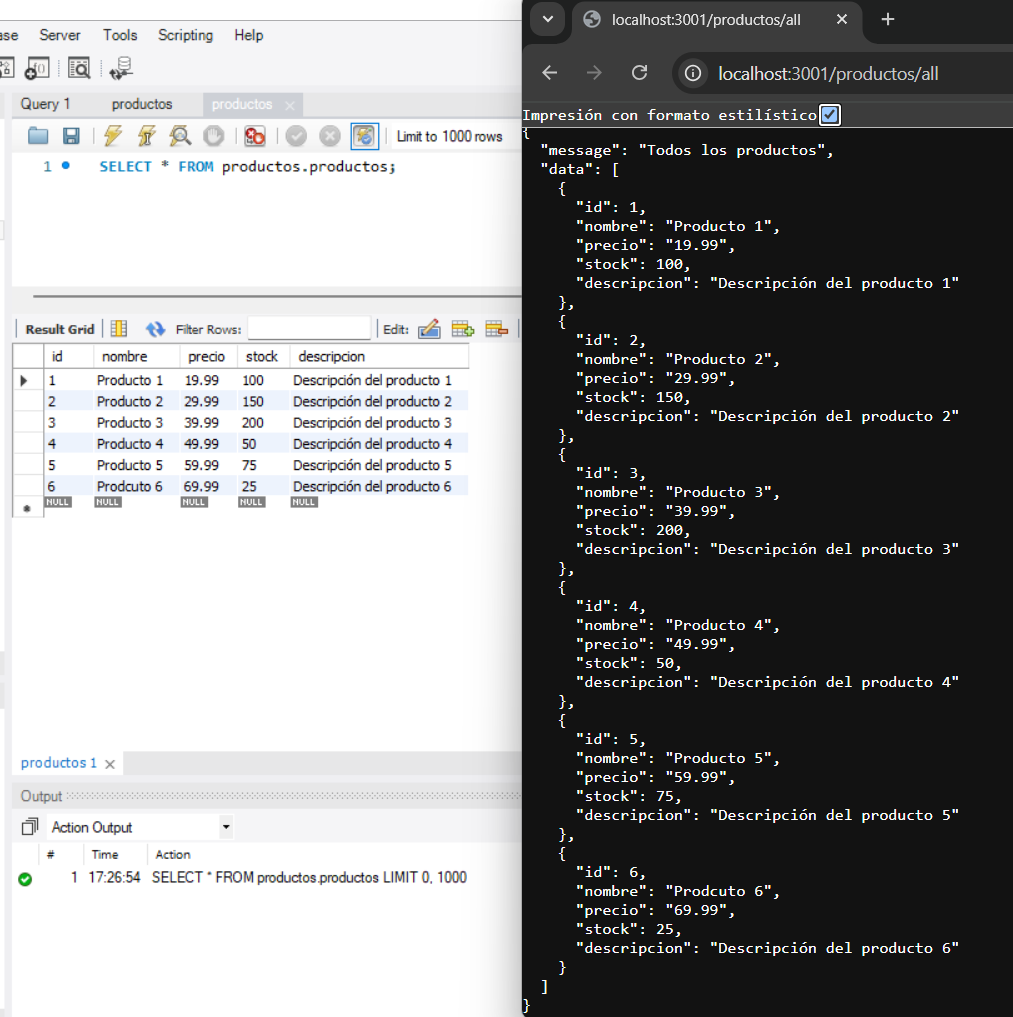 ase Server Tools Scripting Help
Query 1 productos productos
Limit to 1000 rows
1 SELECT * FROM productos.productos;
Result Grid Filter Rows: Edit:
id nombre precio stock descripcion
1 Producto 1 19.99 100 Descripción del producto 1
2 Producto 2 29.99 150 Descripción del producto 2
3 Producto 3 39.99 200 Descripción del producto 3
4 Producto 4 49.99 50 Descripción del producto 4
5 Producto 5 59.99 75 Descripción del producto 5
6 Prodcuto 6 69.99 25 Descripción del producto 6
NULL NULL NULL NULL NULL
productos 1
Output
Action Output
# Time Action
1 17:26:54 SELECT * FROM productos.productos LIMIT 0, 1000
localhost:3001/productos/all
localhost:3001/productos/all
Impresión con formato estilístico
{
"message": "Todos los productos",
"data": [
{
"id": 1,
"nombre": "Producto 1",
"precio": "19.99",
"stock": 100,
"descripcion": "Descripción del producto 1"
},
{
"id": 2,
"nombre": "Producto 2",
"precio": "29.99",
"stock": 150,
"descripcion": "Descripción del producto 2"
},
{
"id": 3,
"nombre": "Producto 3",
"precio": "39.99",
"stock": 200,
"descripcion": "Descripción del producto 3"
},
{
"id": 4,
"nombre": "Producto 4",
"precio": "49.99",
"stock": 50,
"descripcion": "Descripción del producto 4"
},
{
"id": 5,
"nombre": "Producto 5",
"precio": "59.99",
"stock": 75,
"descripcion": "Descripción del producto 5"
},
{
"id": 6,
"nombre": "Prodcuto 6",
"precio": "69.99",
"stock": 25,
"descripcion": "Descripción del producto 6"
}
]
}